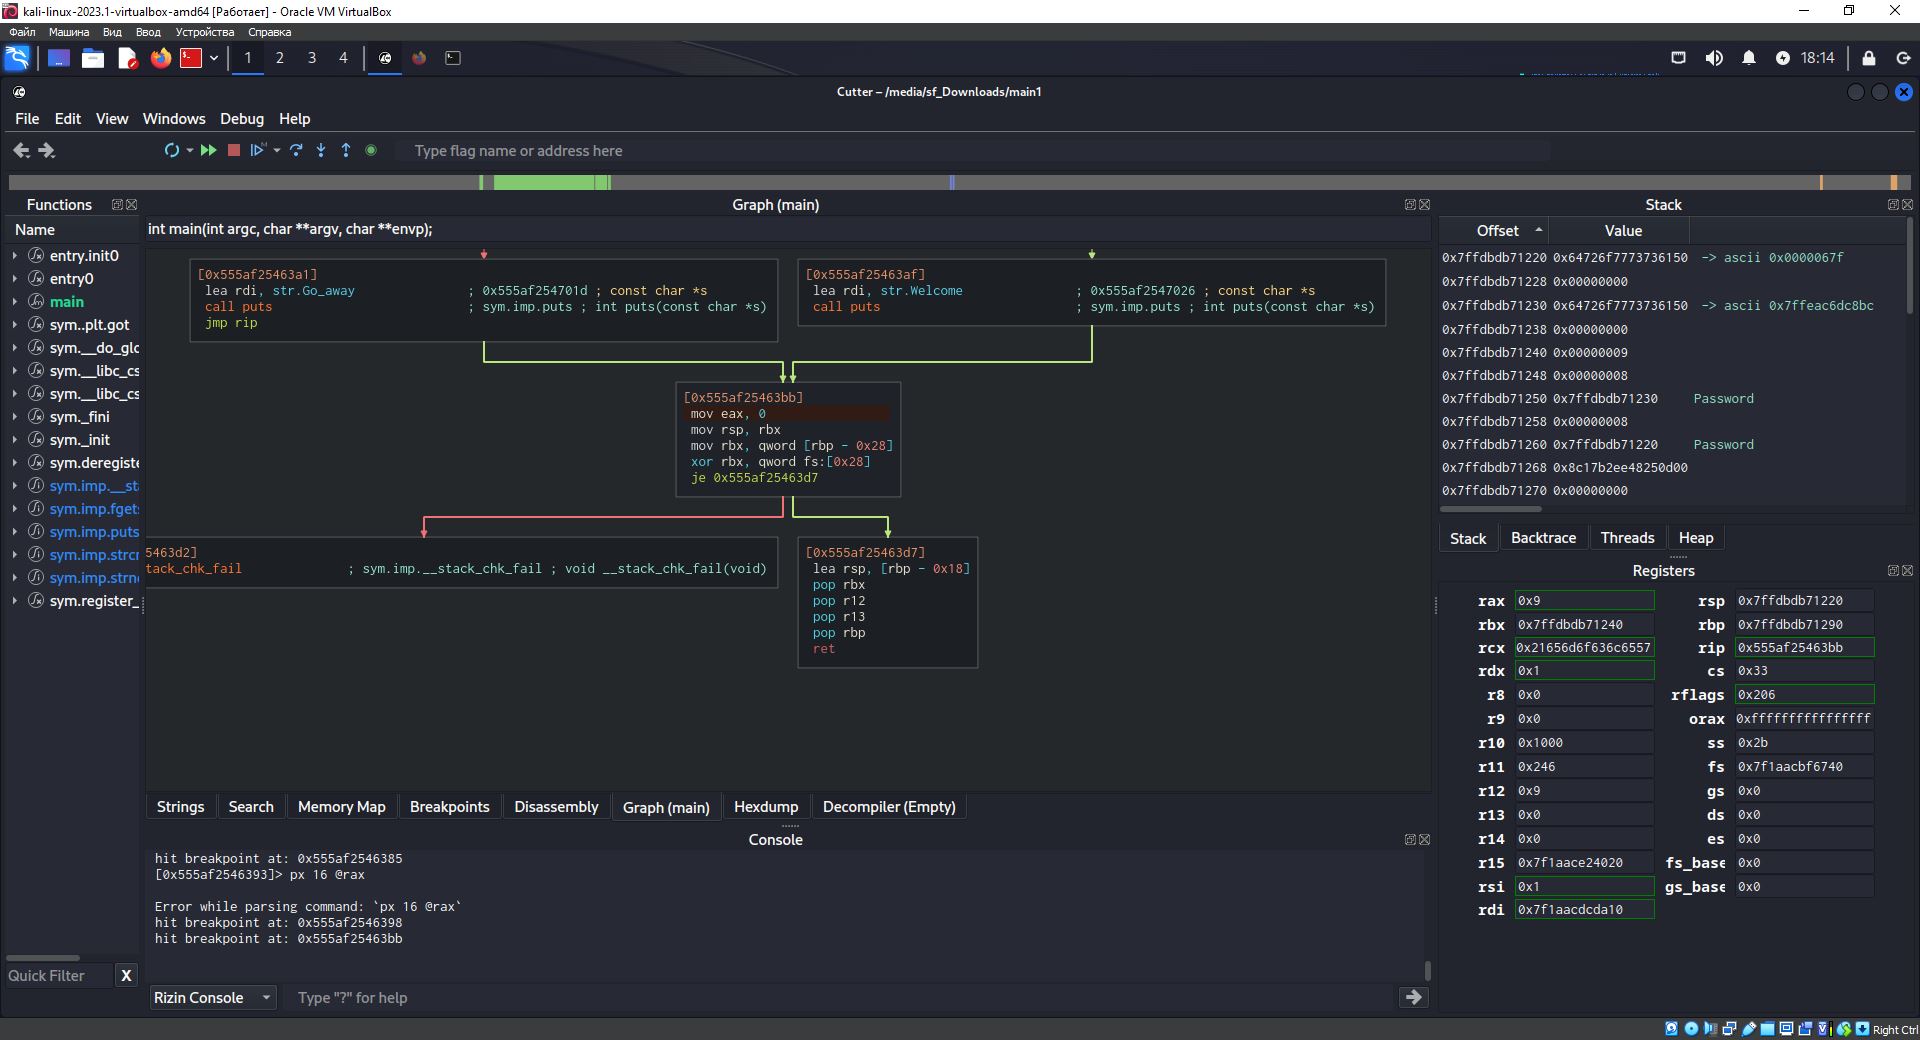 kali-linux-2023.1-virtualbox-amd64 [Работает] - Oracle VM VirtualBox
Файл Машина Вид Ввод Устройства Справка
1 2 3 4 18:14
Cutter – /media/sf_Downloads/main1
File Edit View Windows Debug Help
Type flag name or address here
Functions
Name
entry.init0
entry0
main
sym..plt.got
sym.__do_glo
sym.__libc_cs
sym.__libc_cs
sym._fini
sym._init
sym.deregiste
sym.imp.__sta
sym.imp.fgets
sym.imp.puts
sym.imp.strcm
sym.imp.strnc
sym.register_
Quick Filter X
Graph (main)
int main(int argc, char **argv, char **envp);
[0x555af25463a1]
lea rdi, str.Go_away ; 0x555af254701d ; const char *s
call puts ; sym.imp.puts ; int puts(const char *s)
jmp rip
[0x555af25463af]
lea rdi, str.Welcome ; 0x555af2547026 ; const char *s
call puts ; sym.imp.puts ; int puts(const char *s)
[0x555af25463bb]
mov eax, 0
mov rsp, rbx
mov rbx, qword [rbp - 0x28]
xor rbx, qword fs:[0x28]
je 0x555af25463d7
5463d2]
tack_chk_fail ; sym.imp.__stack_chk_fail ; void __stack_chk_fail(void)
[0x555af25463d7]
lea rsp, [rbp - 0x18]
pop rbx
pop r12
pop r13
pop rbp
ret
Strings Search Memory Map Breakpoints Disassembly Graph (main) Hexdump Decompiler (Empty)
Console
hit breakpoint at: 0x555af2546385
[0x555af2546393]> px 16 @rax
Error while parsing command: `px 16 @rax`
hit breakpoint at: 0x555af2546398
hit breakpoint at: 0x555af25463bb
Rizin Console Type "?" for help
Stack
Offset Value
0x7ffdbdb71220 0x64726f7773736150 -> ascii 0x0000067f
0x7ffdbdb71228 0x00000000
0x7ffdbdb71230 0x64726f7773736150 -> ascii 0x7ffeac6dc8bc
0x7ffdbdb71238 0x00000000
0x7ffdbdb71240 0x00000009
0x7ffdbdb71248 0x00000008
0x7ffdbdb71250 0x7ffdbdb71230 Password
0x7ffdbdb71258 0x00000008
0x7ffdbdb71260 0x7ffdbdb71220 Password
0x7ffdbdb71268 0x8c17b2ee48250d00
0x7ffdbdb71270 0x00000000
Stack Backtrace Threads Heap
Registers
rax 0x9 rsp 0x7ffdbdb71220
rbx 0x7ffdbdb71240 rbp 0x7ffdbdb71290
rcx 0x21656d6f636c6557 rip 0x555af25463bb
rdx 0x1 cs 0x33
r8 0x0 rflags 0x206
r9 0x0 orax 0xffffffffffffffff
r10 0x1000 ss 0x2b
r11 0x246 fs 0x7f1aacbf6740
r12 0x9 gs 0x0
r13 0x0 ds 0x0
r14 0x0 es 0x0
r15 0x7f1aace24020 fs_base 0x0
rsi 0x1 gs_base 0x0
rdi 0x7f1aacdcda10
Right Ctrl